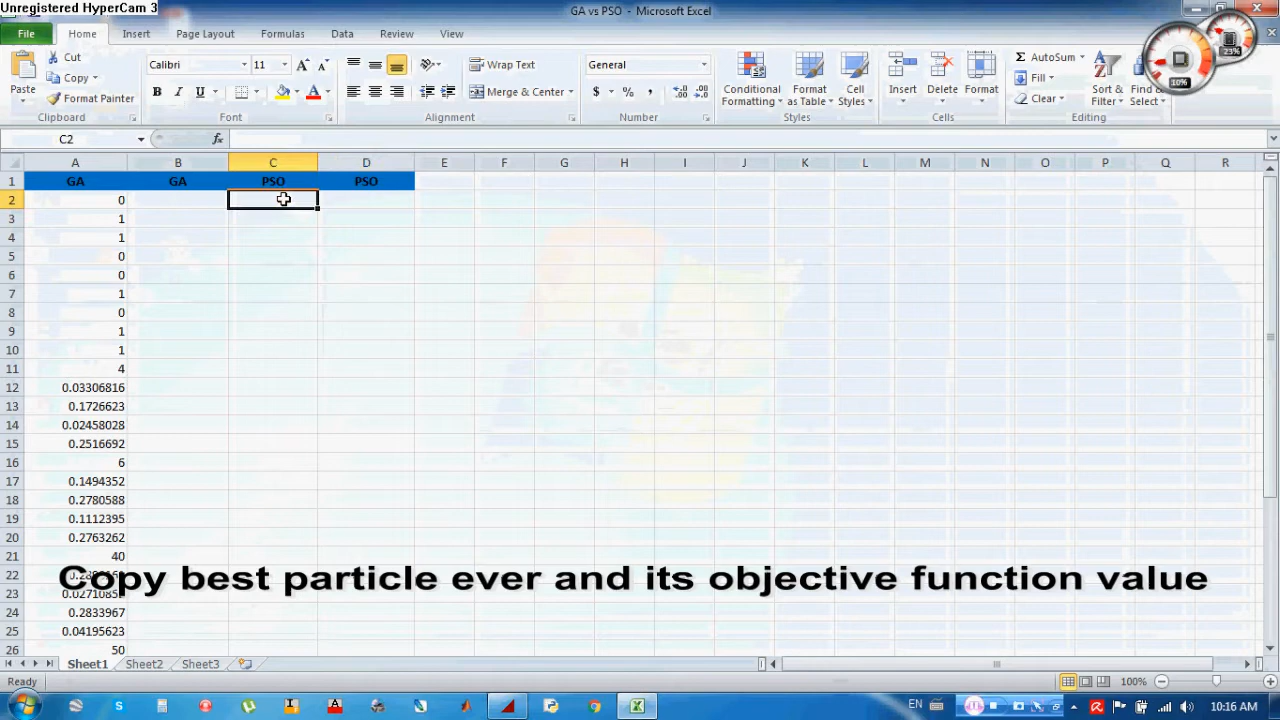 Unregistered HyperCam 3
GA vs PSO - Microsoft Excel
File Home Insert Page Layout Formulas Data Review View
Paste
Cut
Copy
Format Painter
Clipboard
Calibri 11
Font
Wrap Text
Merge & Center
Alignment
General
$ % ,
Number
Conditional Formatting
Format as Table
Cell Styles
Styles
Insert Delete Format
Cells
AutoSum
Fill
Clear
Sort & Filter
Find &
Select
Editing
10%
23%
C2 fx
A B C D E F G H I J K L M N O P Q R
1 GA GA PSO PSO
2 0
3 1
4 1
5 0
6 0
7 1
8 0
9 1
10 1
11 4
12 0.03306816
13 0.1726623
14 0.02458028
15 0.2516692
16 6
17 0.1494352
18 0.2780588
19 0.1112395
20 0.2763262
21 40
22
Copy best particle ever and its objective function value
23
24 0.2833967
25 0.04195623
26 50
Sheet1 Sheet2 Sheet3
Ready 100%
EN 10:16 AM